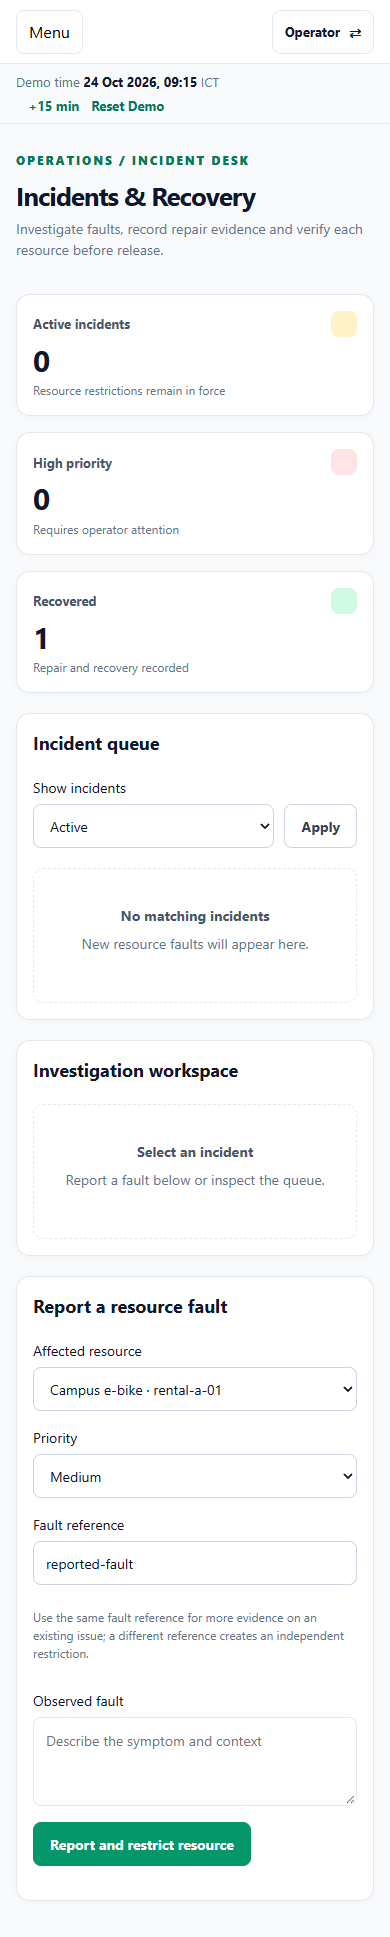 Menu
Operator ⇄
Demo time 24 Oct 2026, 09:15 ICT
+15 min Reset Demo
OPERATIONS / INCIDENT DESK
Incidents & Recovery
Investigate faults, record repair evidence and verify each
resource before release.
Active incidents
0
Resource restrictions remain in force
High priority
0
Requires operator attention
Recovered
1
Repair and recovery recorded
Incident queue
Show incidents
Active
Apply
No matching incidents
New resource faults will appear here.
Investigation workspace
Select an incident
Report a fault below or inspect the queue.
Report a resource fault
Affected resource
Campus e-bike · rental-a-01
Priority
Medium
Fault reference
reported-fault
Use the same fault reference for more evidence on an
existing issue; a different reference creates an independent
restriction.
Observed fault
Describe the symptom and context
Report and restrict resource